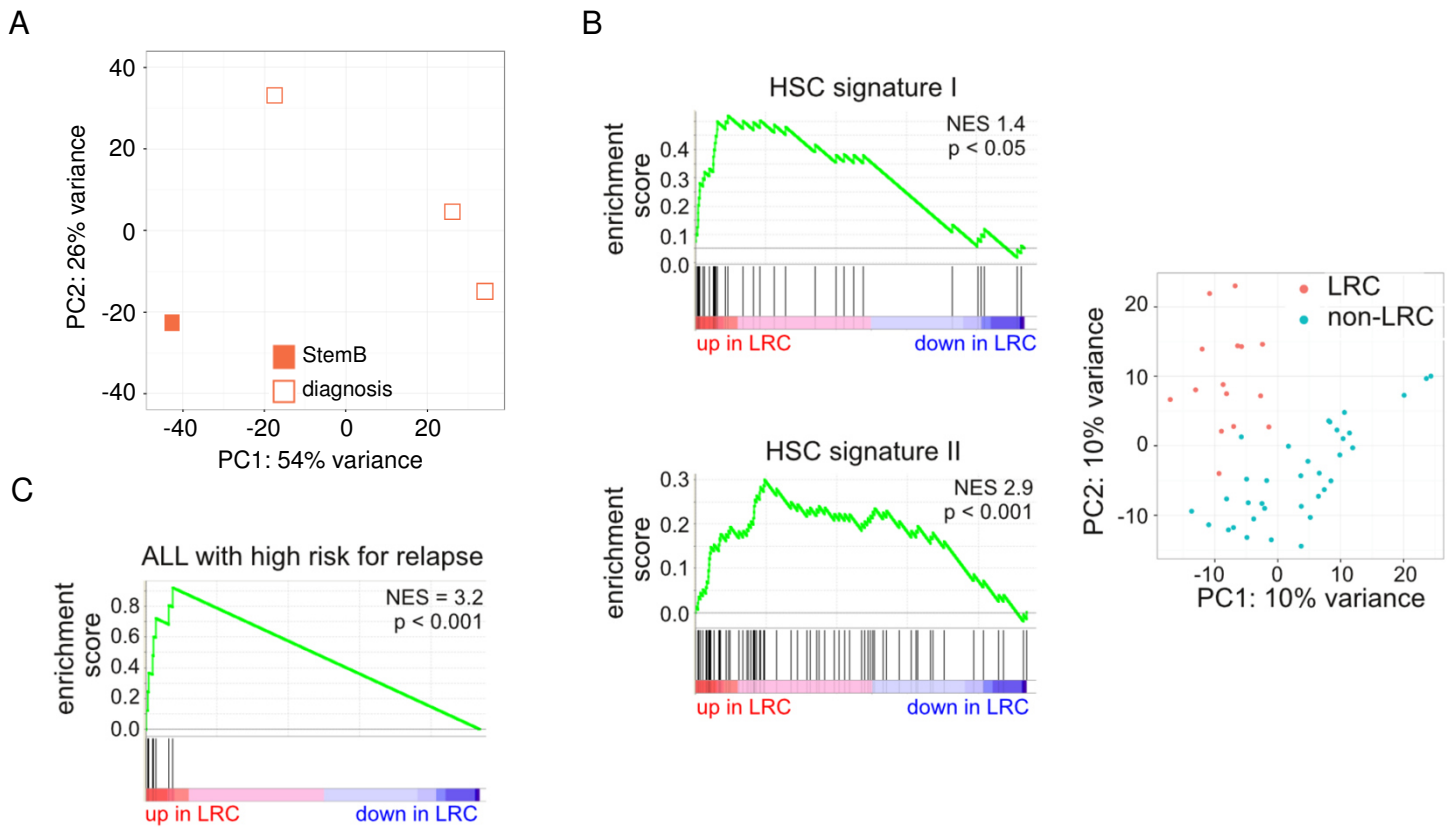 A
40
20
0
-20
-40
PC2: 26% variance
StemB
diagnosis
-40
-20
0
20
PC1: 54% variance
B
HSC signature I
NES 1.4
p < 0.05
enrichment
score
0.4
0.3
0.2
0.1
0.0
up in LRC
down in LRC
HSC signature II
NES 2.9
p < 0.001
enrichment
score
0.3
0.2
0.1
0.0
up in LRC
down in LRC
LRC
non-LRC
PC2: 10% variance
20
10
0
-10
-10
0
10
20
PC1: 10% variance
C
ALL with high risk for relapse
NES = 3.2
p < 0.001
enrichment
score
0.8
0.6
0.4
0.2
0.0
up in LRC
down in LRC